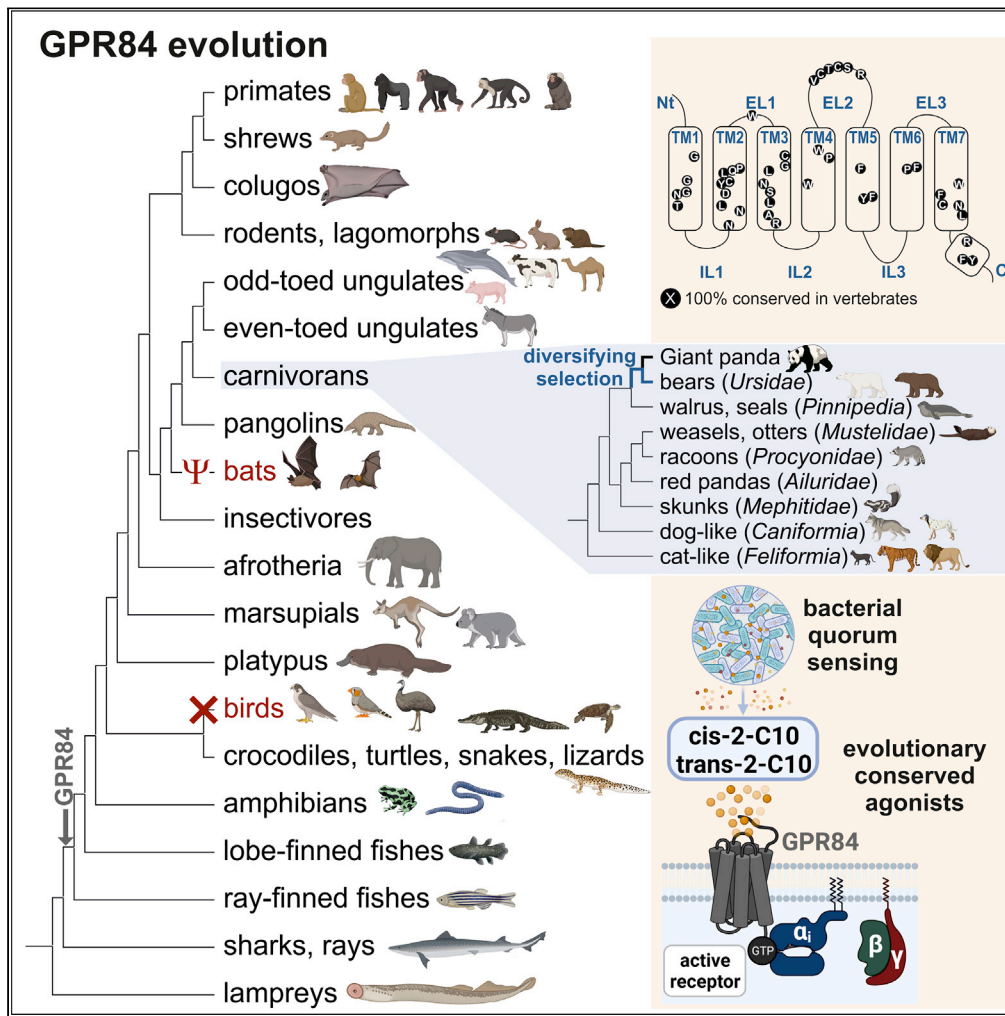 GPR84 evolution
primates
shrews
colugos
rodents, lagomorphs
odd-toed ungulates
even-toed ungulates
carnivorans
pangolins
Ψ bats
insectivores
afrotheria
marsupials
platypus
birds
crocodiles, turtles, snakes, lizards
amphibians
lobe-finned fishes
ray-finned fishes
sharks, rays
lampreys
GPR84
Nt
EL1
EL2
EL3
V C T C S R
W
TM1
TM2
TM3
TM4
TM5
TM6
TM7
G
G
N G
T
L Q P
Y C
D
L
N
N
C
G
L
N
S
L
A
R
W
P
W
F
Y F
P F
W
F
C
N
L
R
F Y
IL1
IL2
IL3
C
X 100% conserved in vertebrates
diversifying
selection
Giant panda
bears (Ursidae)
walrus, seals (Pinnipedia)
weasels, otters (Mustelidae)
racoons (Procyonidae)
red pandas (Ailuridae)
skunks (Mephitidae)
dog-like (Caniformia)
cat-like (Feliformia)
bacterial
quorum
sensing
cis-2-C10
trans-2-C10
evolutionary
conserved
agonists
GPR84
αi
β
γ
GTP
active
receptor